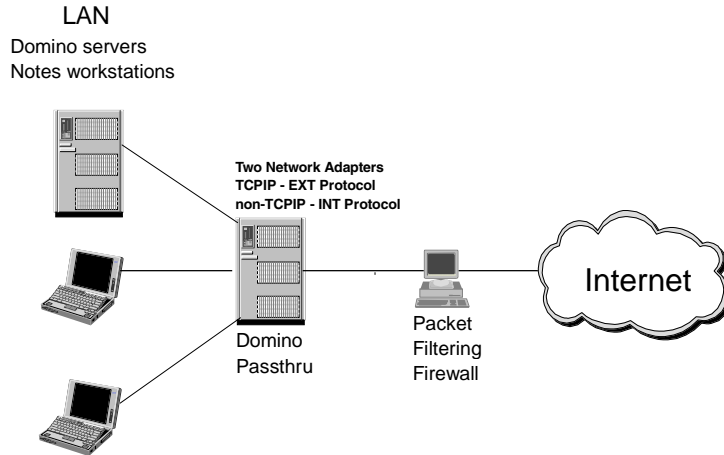 LAN
Domino servers
Notes workstations
Two Network Adapters
TCPIP - EXT Protocol
non-TCPIP - INT Protocol
Domino
Passthru
Packet
Filtering
Firewall
Internet